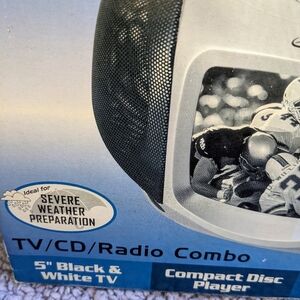 Ideal for
SEVERE
WEATHER
PREPARATION
TV/CD/Radio Combo
5" Black &
White TV
Compact Disc
Player